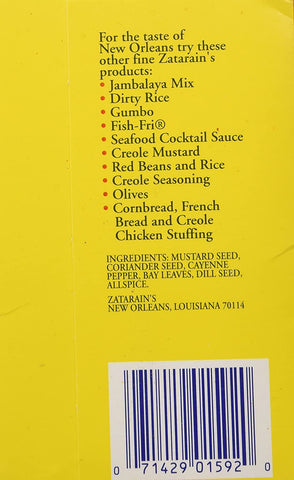 For the taste of
New Orleans try these
other fine Zatarain's
products:
• Jambalaya Mix
• Dirty Rice
• Gumbo
• Fish-Fri®
• Seafood Cocktail Sauce
• Creole Mustard
• Red Beans and Rice
• Creole Seasoning
• Olives
• Cornbread, French
Bread and Creole
Chicken Stuffing
INGREDIENTS: MUSTARD SEED,
CORIANDER SEED, CAYENNE
PEPPER, BAY LEAVES, DILL SEED,
ALLSPICE.
ZATARAIN'S
NEW ORLEANS, LOUISIANA 70114
0 71429 01592 0